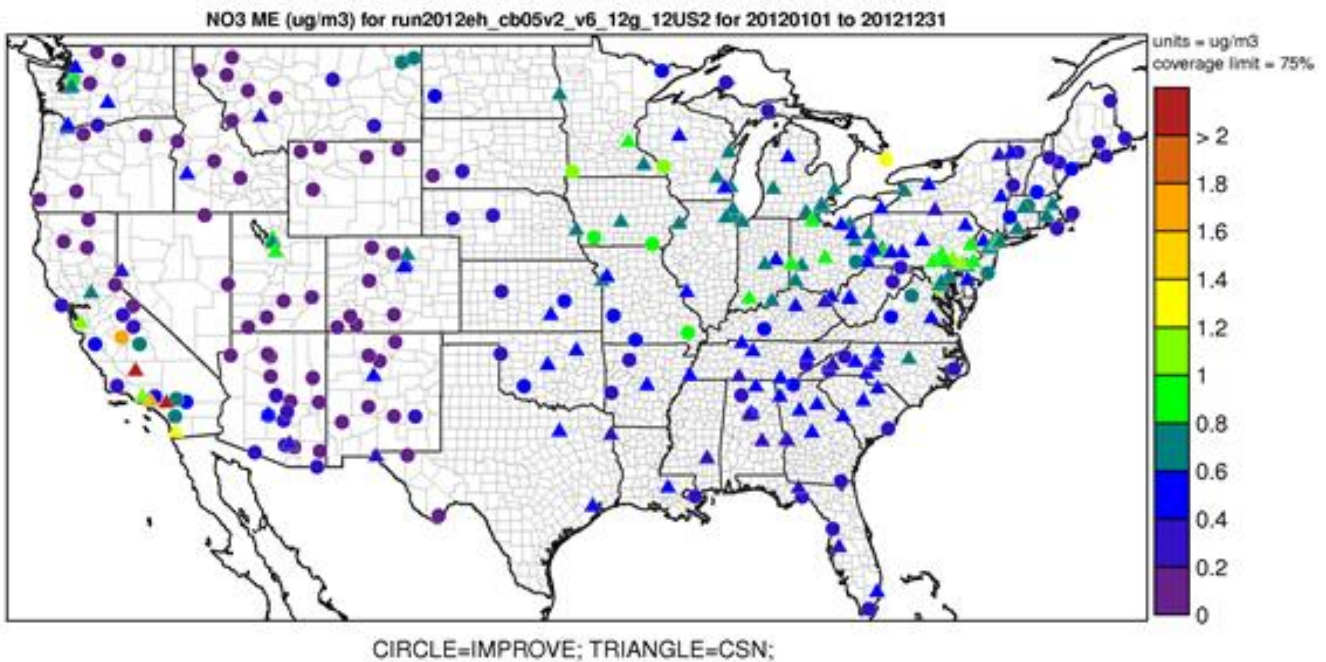 NO3 ME (ug/m3) for run2012eh_cb05v2_v6_12g_12US2 for 20120101 to 20121231
units = ug/m3
coverage limit = 75%
> 2
1.8
1.6
1.4
1.2
1
0.8
0.6
0.4
0.2
0
CIRCLE=IMPROVE; TRIANGLE=CSN;